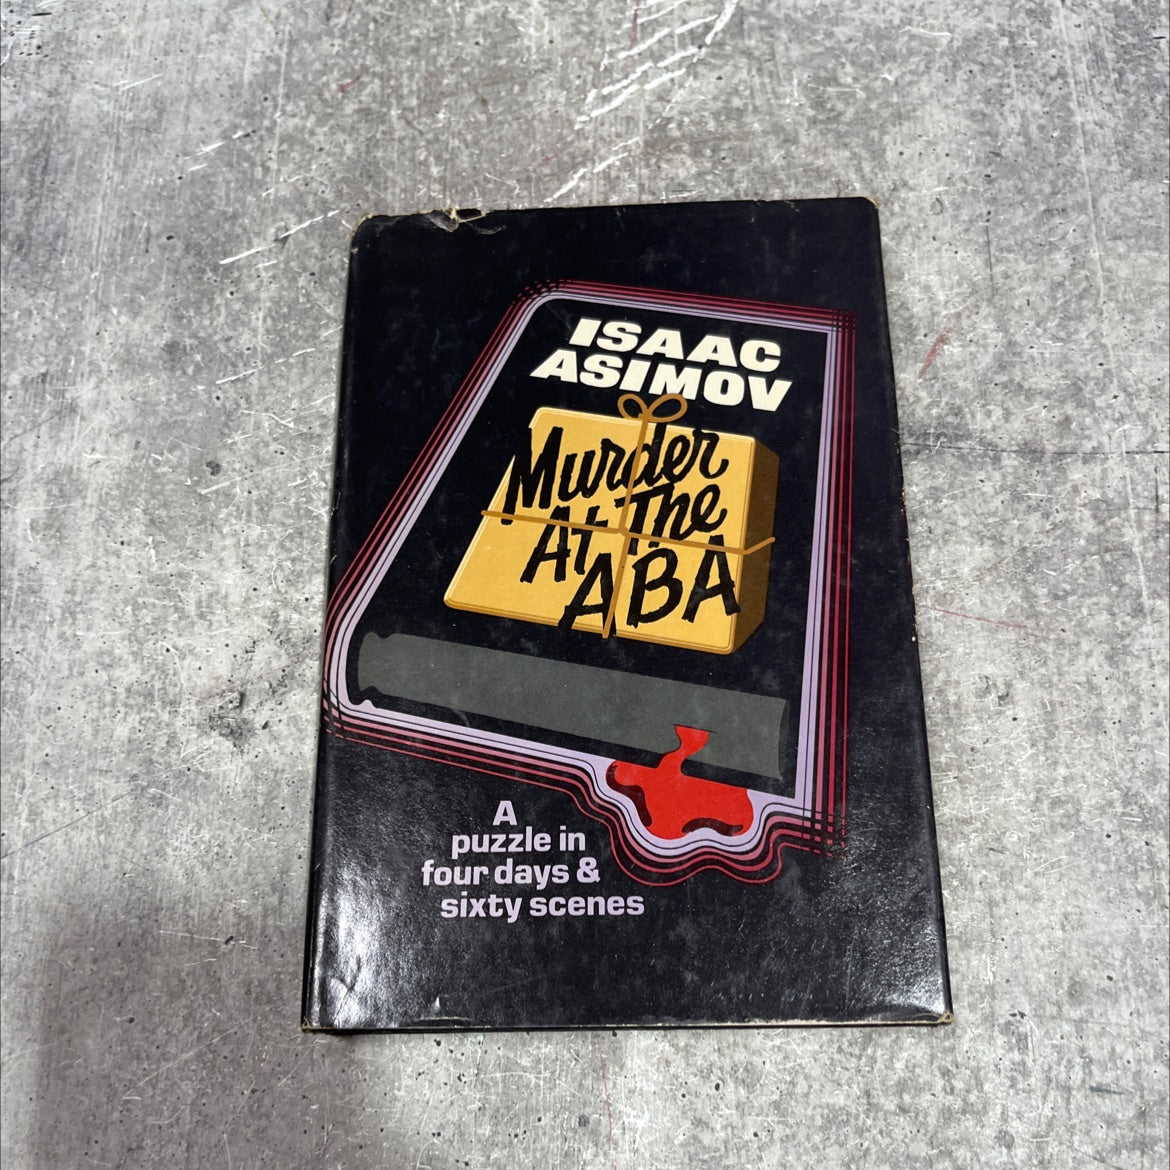 ISAAC
ASIMOV
Murder
At The
ABA
A
puzzle in
four days &
sixty scenes